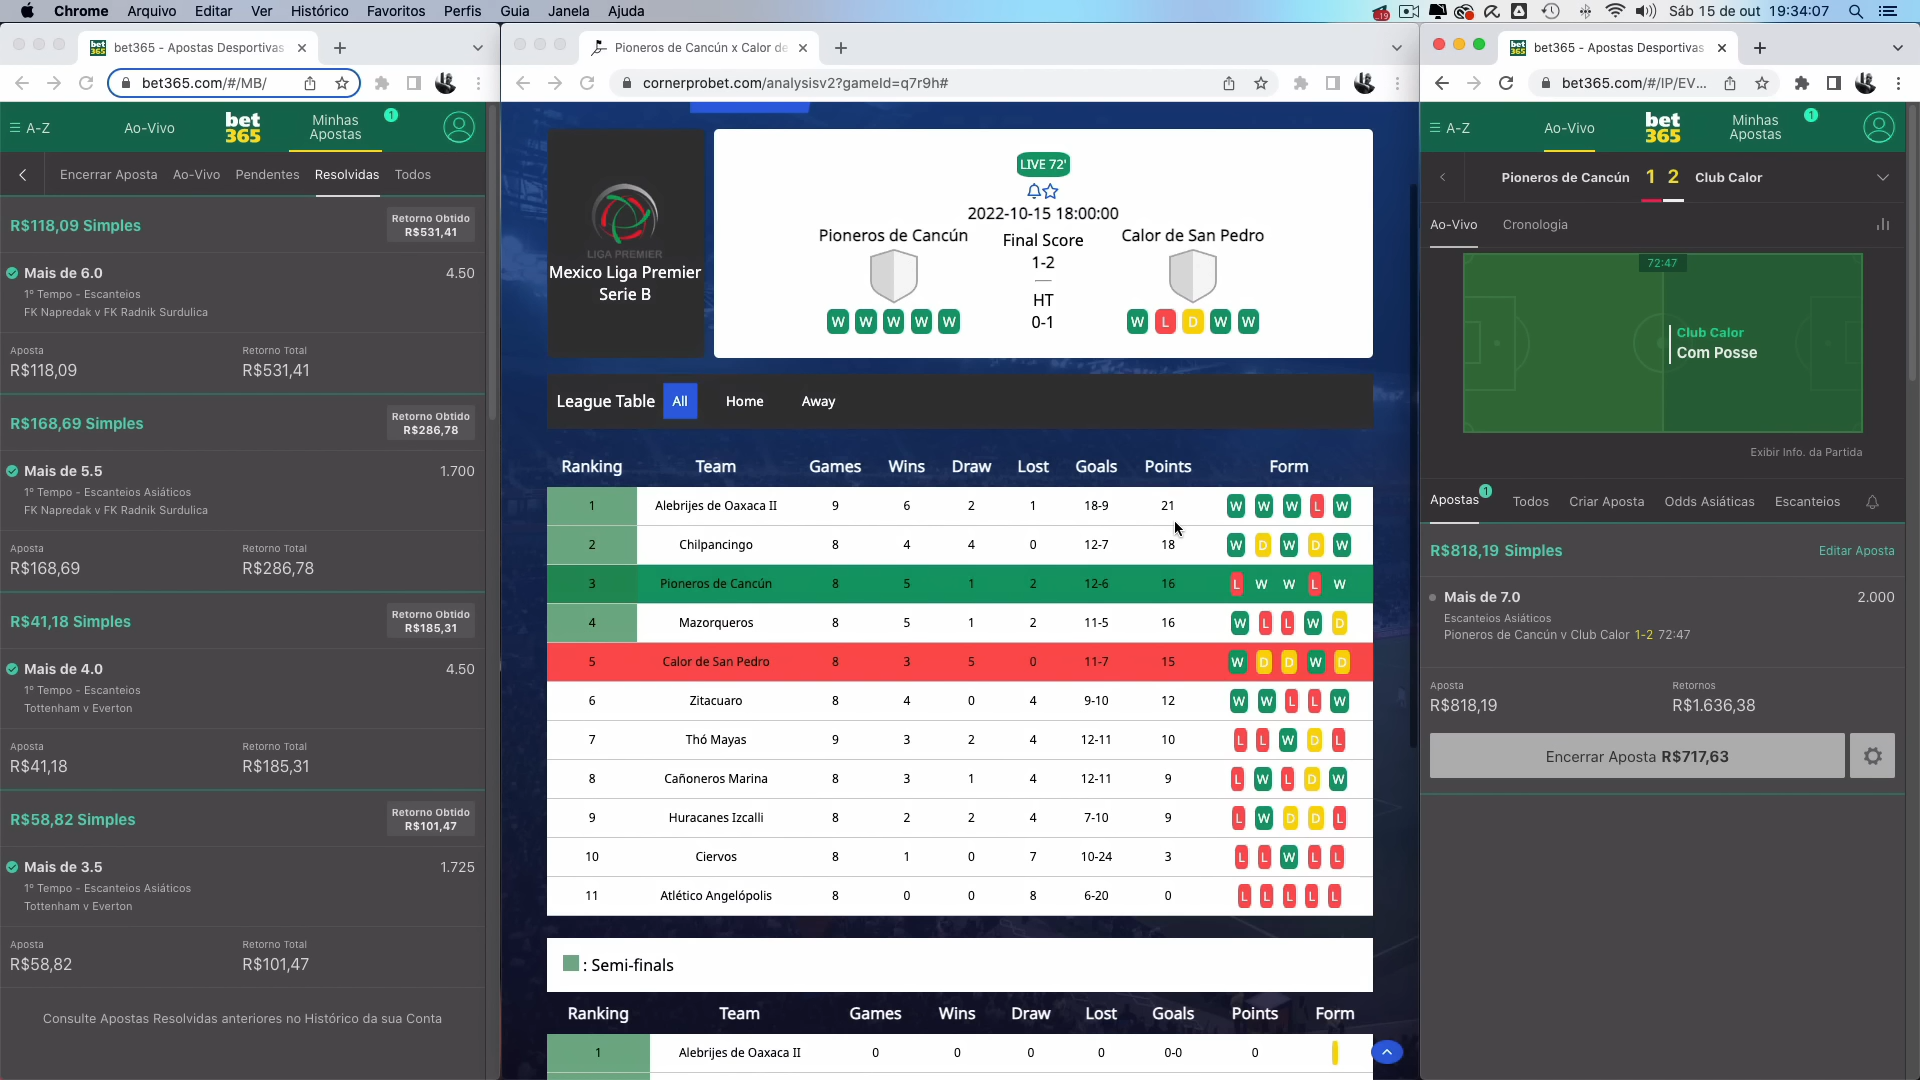 Chrome Arquivo Editar Ver Histórico Favoritos Perfis Guia Janela Ajuda
19
Sáb 15 de out 19:34:07
bet365 - Apostas Desportivas
bet365.com/#/MB/
A-Z
Ao-Vivo
bet
365
Minhas
Apostas
1
Encerrar Aposta Ao-Vivo Pendentes Resolvidas Todos
R$118,09 Simples
Retorno Obtido
R$531,41
Mais de 6.0 4.50
1º Tempo - Escanteios
FK Napredak v FK Radnik Surdulica
Aposta Retorno Total
R$118,09 R$531,41
R$168,69 Simples
Retorno Obtido
R$286,78
Mais de 5.5 1.700
1º Tempo - Escanteios Asiáticos
FK Napredak v FK Radnik Surdulica
Aposta Retorno Total
R$168,69 R$286,78
R$41,18 Simples
Retorno Obtido
R$185,31
Mais de 4.0 4.50
1º Tempo - Escanteios
Tottenham v Everton
Aposta Retorno Total
R$41,18 R$185,31
R$58,82 Simples
Retorno Obtido
R$101,47
Mais de 3.5 1.725
1º Tempo - Escanteios Asiáticos
Tottenham v Everton
Aposta Retorno Total
R$58,82 R$101,47
Consulte Apostas Resolvidas anteriores no Histórico da sua Conta
Pioneros de Cancún x Calor de
cornerprobet.com/analysisv2?gameId=q7r9h#
LIGA PREMIER
Mexico Liga Premier
Serie B
LIVE 72'
2022-10-15 18:00:00
Pioneros de Cancún Final Score Calor de San Pedro
1-2
HT
0-1
W W W W W
W L D W W
League Table All Home Away
Ranking Team Games Wins Draw Lost Goals Points Form
1 Alebrijes de Oaxaca II 9 6 2 1 18-9 21 W W W L W
2 Chilpancingo 8 4 4 0 12-7 18 W D W D W
3 Pioneros de Cancún 8 5 1 2 12-6 16 L W W L W
4 Mazorqueros 8 5 1 2 11-5 16 W L L W D
5 Calor de San Pedro 8 3 5 0 11-7 15 W D D W D
6 Zitacuaro 8 4 0 4 9-10 12 W W L L W
7 Thó Mayas 9 3 2 4 12-11 10 L L W D L
8 Cañoneros Marina 8 3 1 4 12-11 9 L W L D W
9 Huracanes Izcalli 8 2 2 4 7-10 9 L W D D L
10 Ciervos 8 1 0 7 10-24 3 L L W L L
11 Atlético Angelópolis 8 0 0 8 6-20 0 L L L L L
: Semi-finals
Ranking Team Games Wins Draw Lost Goals Points Form
1 Alebrijes de Oaxaca II 0 0 0 0 0-0 0
bet365 - Apostas Desportivas
bet365.com/#/IP/EV...
A-Z
Ao-Vivo
bet
365
Minhas
Apostas
1
Pioneros de Cancún 1 2 Club Calor
Ao-Vivo Cronologia
72:47
Club Calor
Com Posse
Exibir Info. da Partida
Apostas 1 Todos Criar Aposta Odds Asiáticas Escanteios
R$818,19 Simples Editar Aposta
Mais de 7.0 2.000
Escanteios Asiáticos
Pioneros de Cancún v Club Calor 1-2 72:47
Aposta Retornos
R$818,19 R$1.636,38
Encerrar Aposta R$717,63